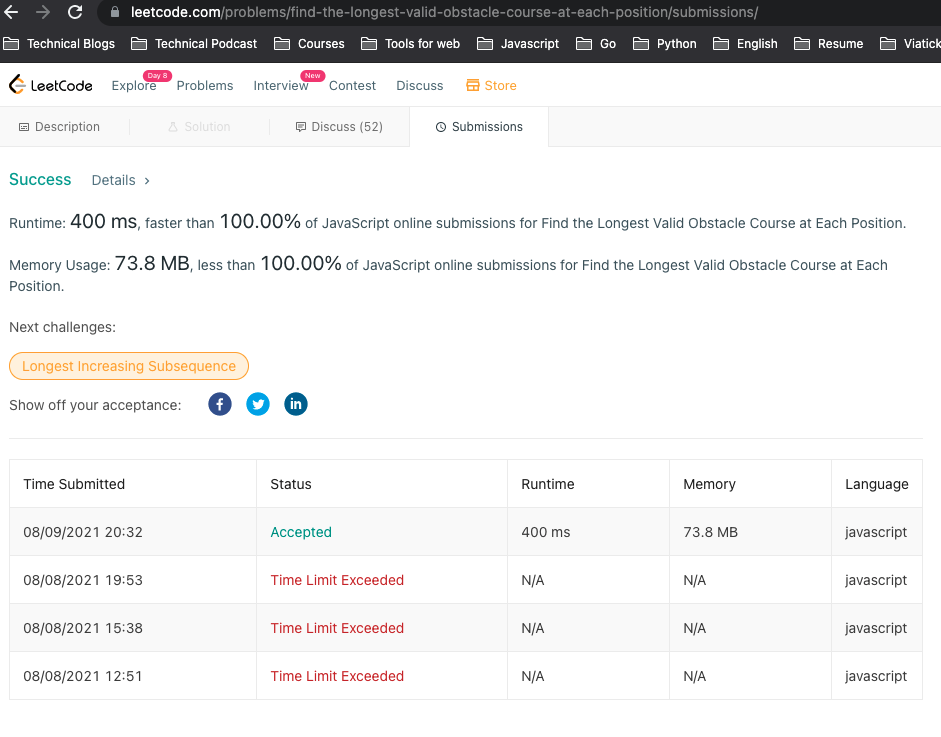 leetcode.com/problems/find-the-longest-valid-obstacle-course-at-each-position/submissions/
Technical Blogs Technical Podcast Courses Tools for web Javascript Go Python English Resume Viatick
LeetCode Explore Day 8 Problems Interview New Contest Discuss Store
Description Solution Discuss (52) Submissions
Success Details >
Runtime: 400 ms, faster than 100.00% of JavaScript online submissions for Find the Longest Valid Obstacle Course at Each Position.
Memory Usage: 73.8 MB, less than 100.00% of JavaScript online submissions for Find the Longest Valid Obstacle Course at Each
Position.
Next challenges:
Longest Increasing Subsequence
Show off your acceptance: f in
Time Submitted Status Runtime Memory Language
08/09/2021 20:32 Accepted 400 ms 73.8 MB javascript
08/08/2021 19:53 Time Limit Exceeded N/A N/A javascript
08/08/2021 15:38 Time Limit Exceeded N/A N/A javascript
08/08/2021 12:51 Time Limit Exceeded N/A N/A javascript